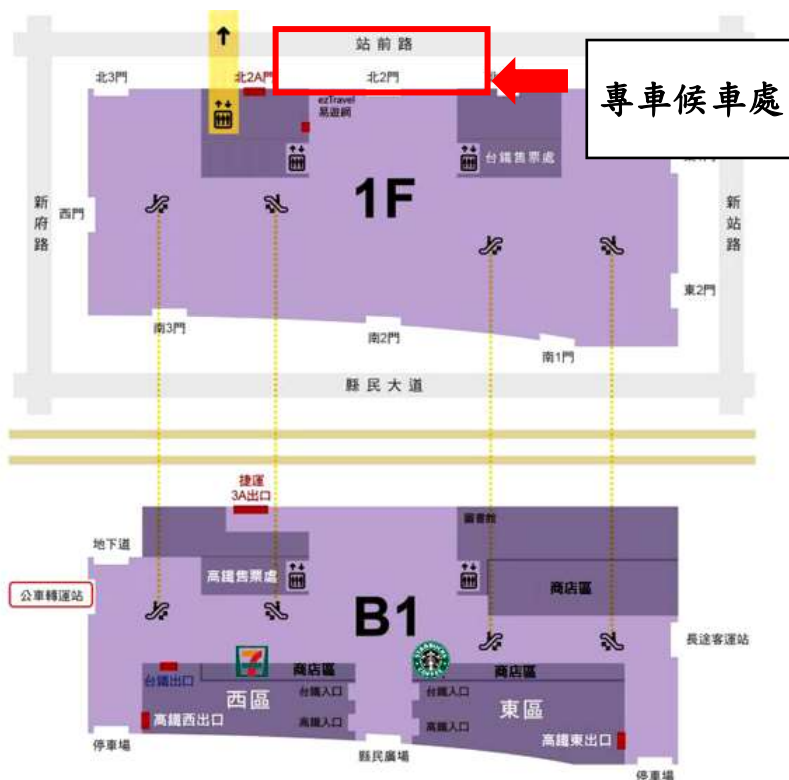 站前路
專車候車處
北3門
北2A門
北2門
ezTravel
易遊網
台鐵售票處
1F
新府路
西門
新站路
東2門
南3門
南2門
南1門
縣民大道
捷運
3A出口
圖書館
地下道
高鐵售票處
商店區
公車轉運站
B1
長途客運站
7
STARBUCKS COFFEE
商店區
商店區
台鐵出口
西區
台鐵入口
台鐵入口
東區
高鐵西出口
高鐵入口
高鐵入口
高鐵東出口
停車場
縣民廣場
停車場